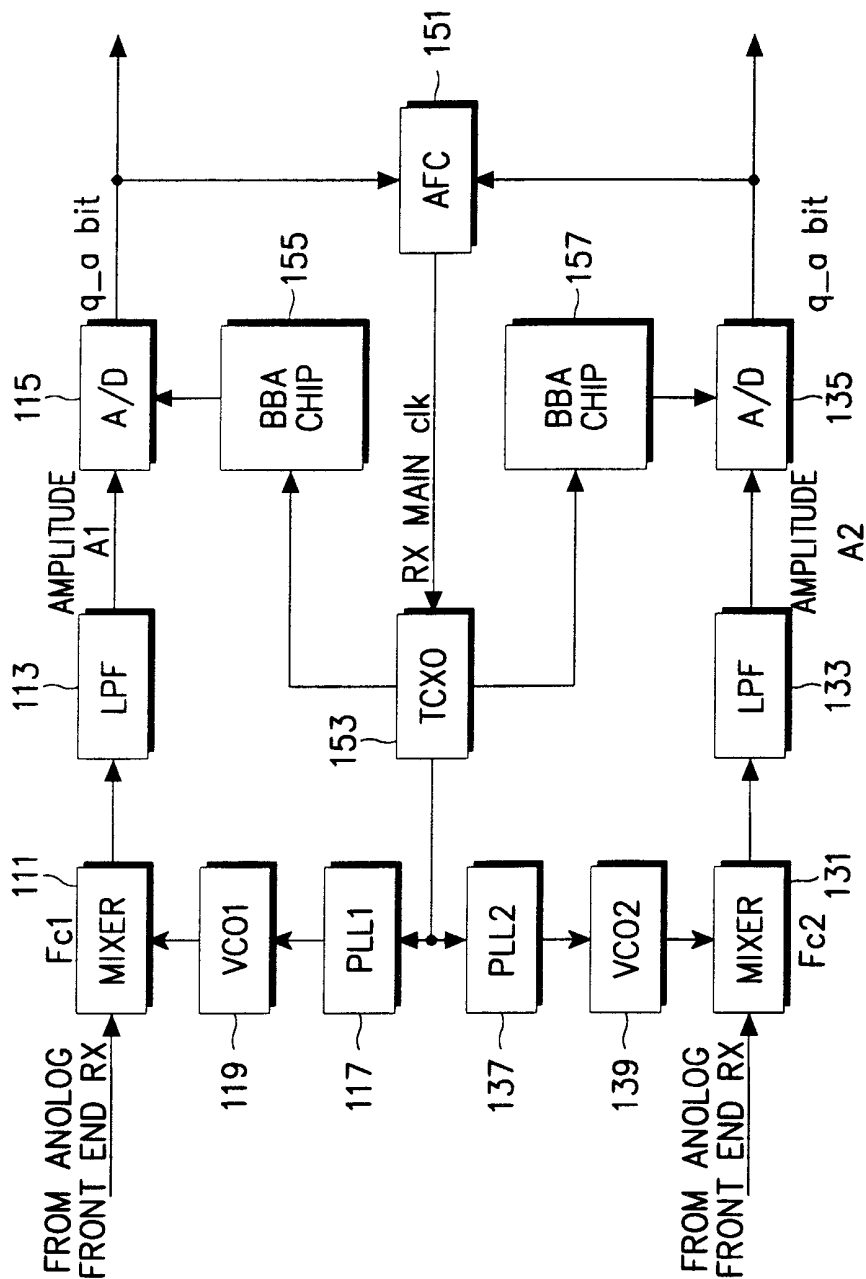 FROM ANOLOG
FRONT END RX
Fc1
111
MIXER
113
LPF
AMPLITUDE
A1
115
A/D
q_a bit
119
VCO1
155
BBA
CHIP
117
PLL1
153
TCXO
RX MAIN clk
AFC
151
137
PLL2
157
BBA
CHIP
139
VCO2
FROM ANOLOG
FRONT END RX
Fc2
MIXER
131
LPF
133
AMPLITUDE
A2
A/D
135
q_a bit